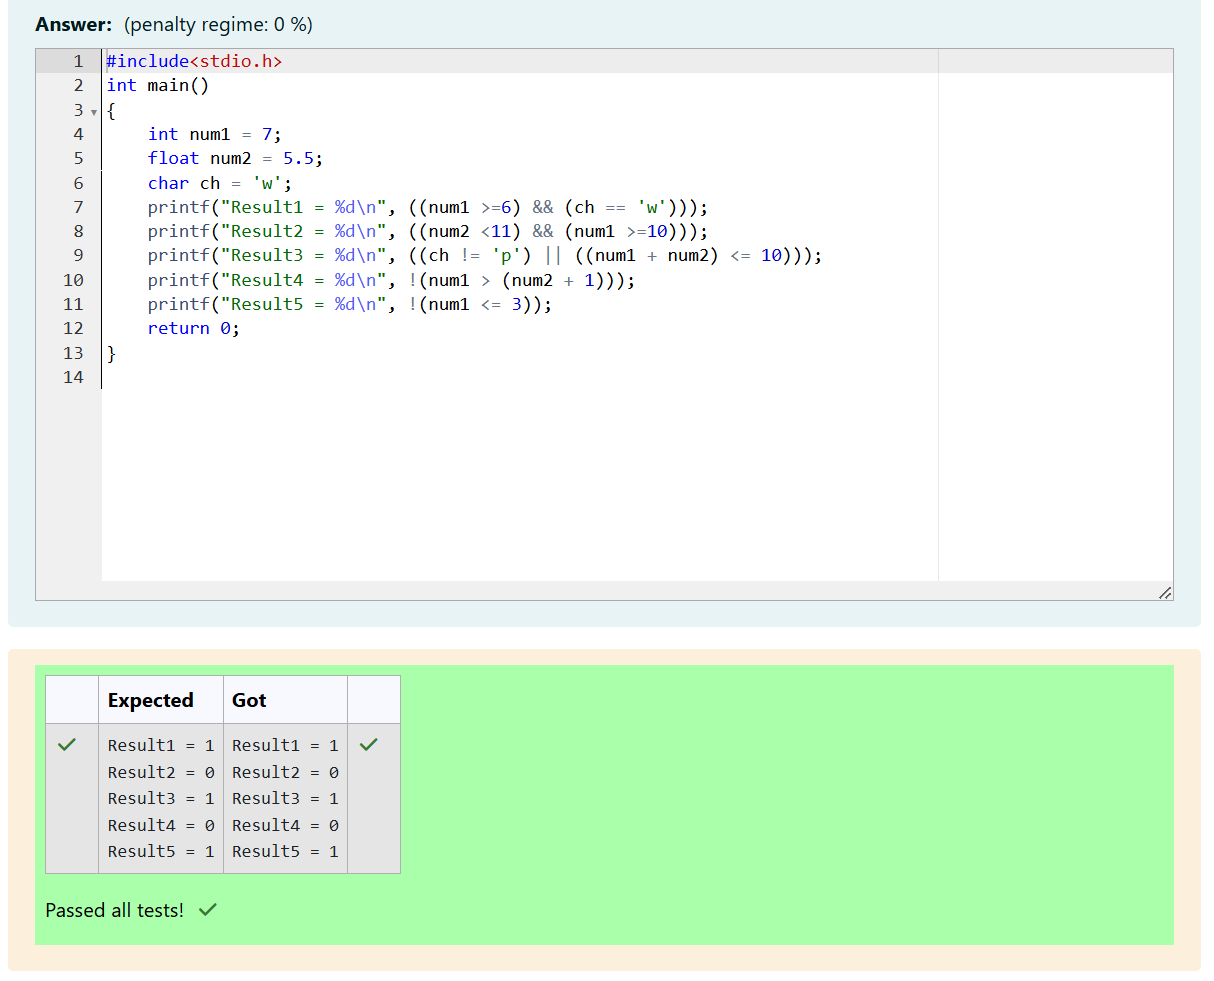 Answer: (penalty regime: 0 %)
1 #include<stdio.h>
2 int main()
3 {
4     int num1 = 7;
5     float num2 = 5.5;
6     char ch = 'w';
7     printf("Result1 = %d\n", ((num1 >=6) && (ch == 'w')));
8     printf("Result2 = %d\n", ((num2 <11) && (num1 >=10)));
9     printf("Result3 = %d\n", ((ch != 'p') || ((num1 + num2) <= 10)));
10     printf("Result4 = %d\n", !(num1 > (num2 + 1)));
11     printf("Result5 = %d\n", !(num1 <= 3));
12     return 0;
13 }
14
Expected Got
Result1 = 1 Result1 = 1
Result2 = 0 Result2 = 0
Result3 = 1 Result3 = 1
Result4 = 0 Result4 = 0
Result5 = 1 Result5 = 1
Passed all tests!